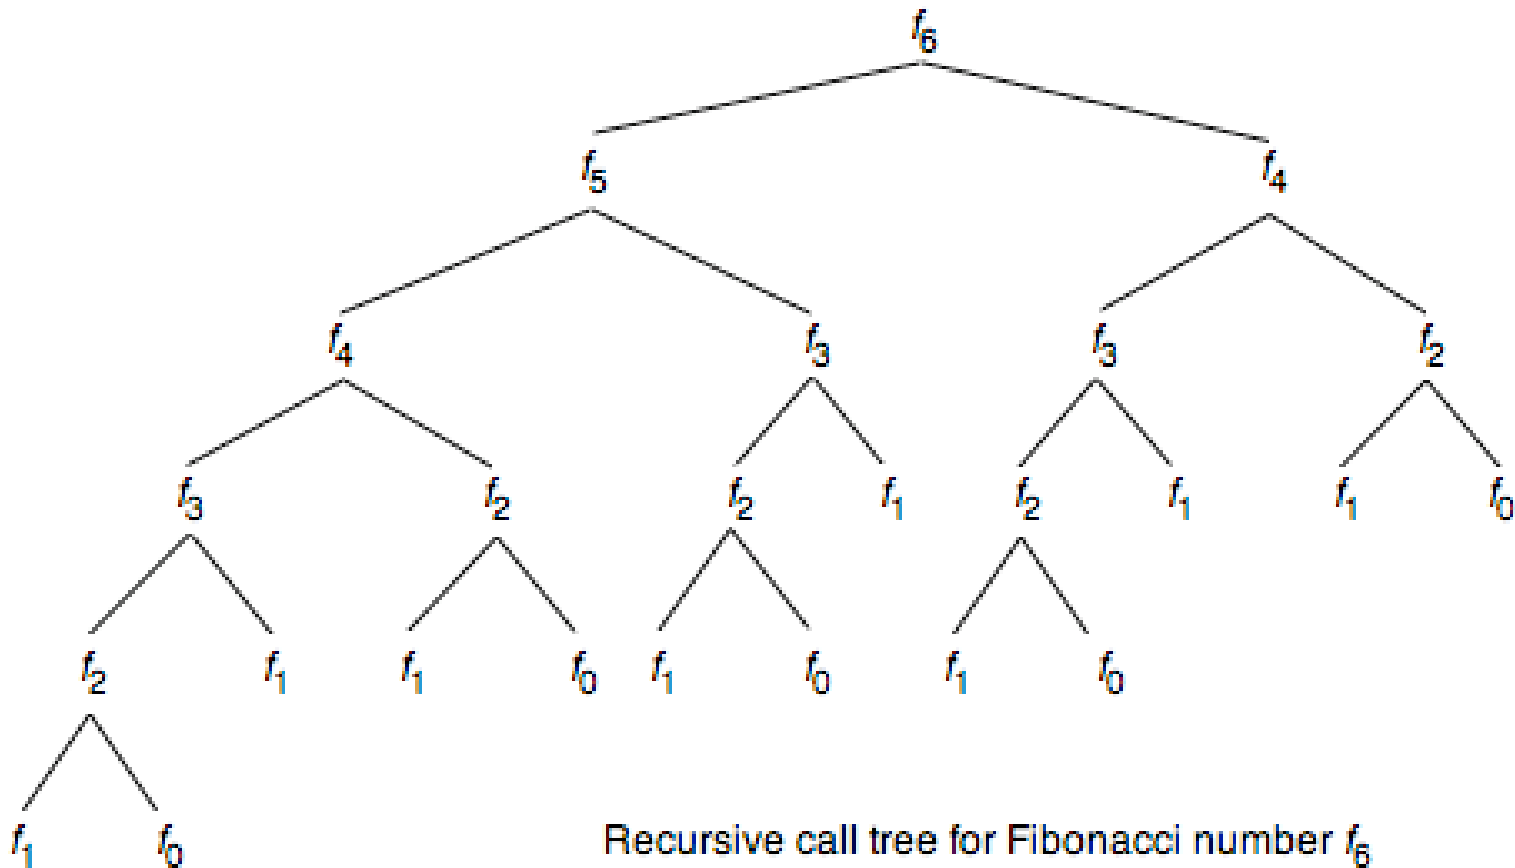 f6
f5 f4
f4 f3 f3 f2
f3 f2 f2 f1 f2 f1 f1 f0
f2 f1 f1 f0 f1 f0 f1 f0
f1 f0
Recursive call tree for Fibonacci number f6